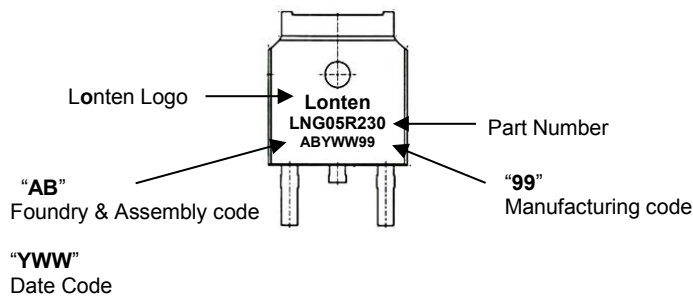 Lonten Logo
Lonten
LNG05R230
Part Number
ABYWW99
“AB”
Foundry & Assembly code
“99”
Manufacturing code
“YWW”
Date Code